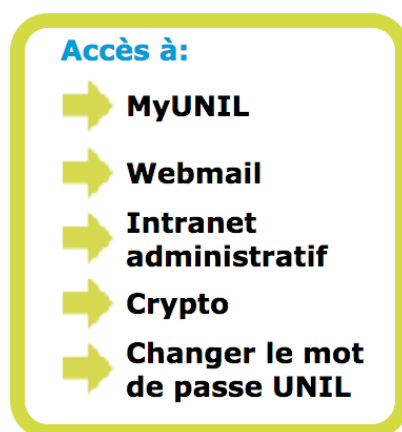 Accès à:
MyUNIL
Webmail
Intranet
administratif
Crypto
Changer le mot
de passe UNIL